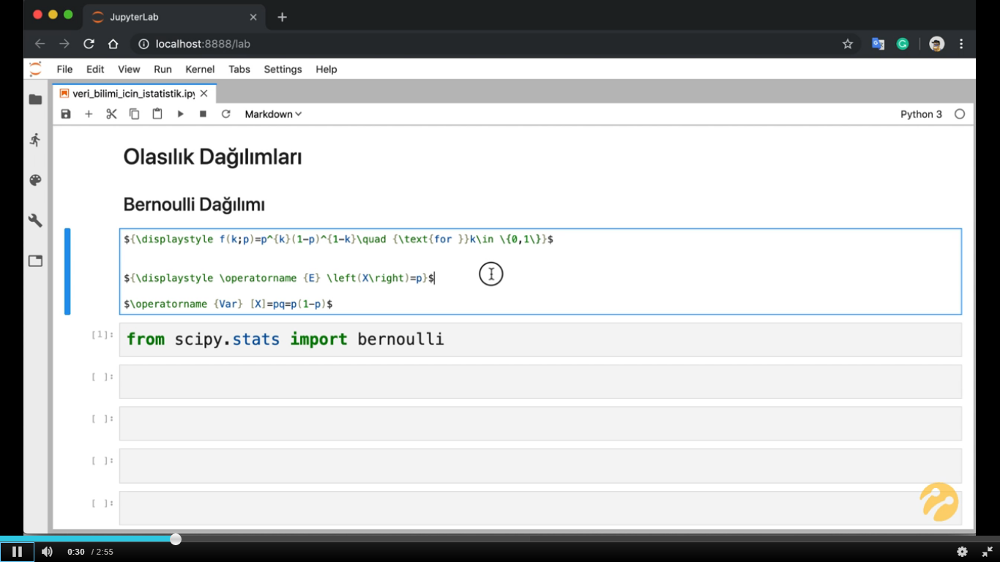 JupyterLab
localhost:8888/lab
File Edit View Run Kernel Tabs Settings Help
veri_bilimi_icin_istatistik.ipy
Markdown Python 3
Olasılık Dağılımları
Bernoulli Dağılımı
${\displaystyle f(k;p)=p^{k}(1-p)^{1-k}\quad {\text{for }}k\in \{0,1\}}$
${\displaystyle \operatorname {E} \left(X\right)=p}$
$\operatorname {Var} [X]=pq=p(1-p)$
[1]: from scipy.stats import bernoulli
[ ]:
[ ]:
[ ]:
[ ]:
0:30 / 2:55